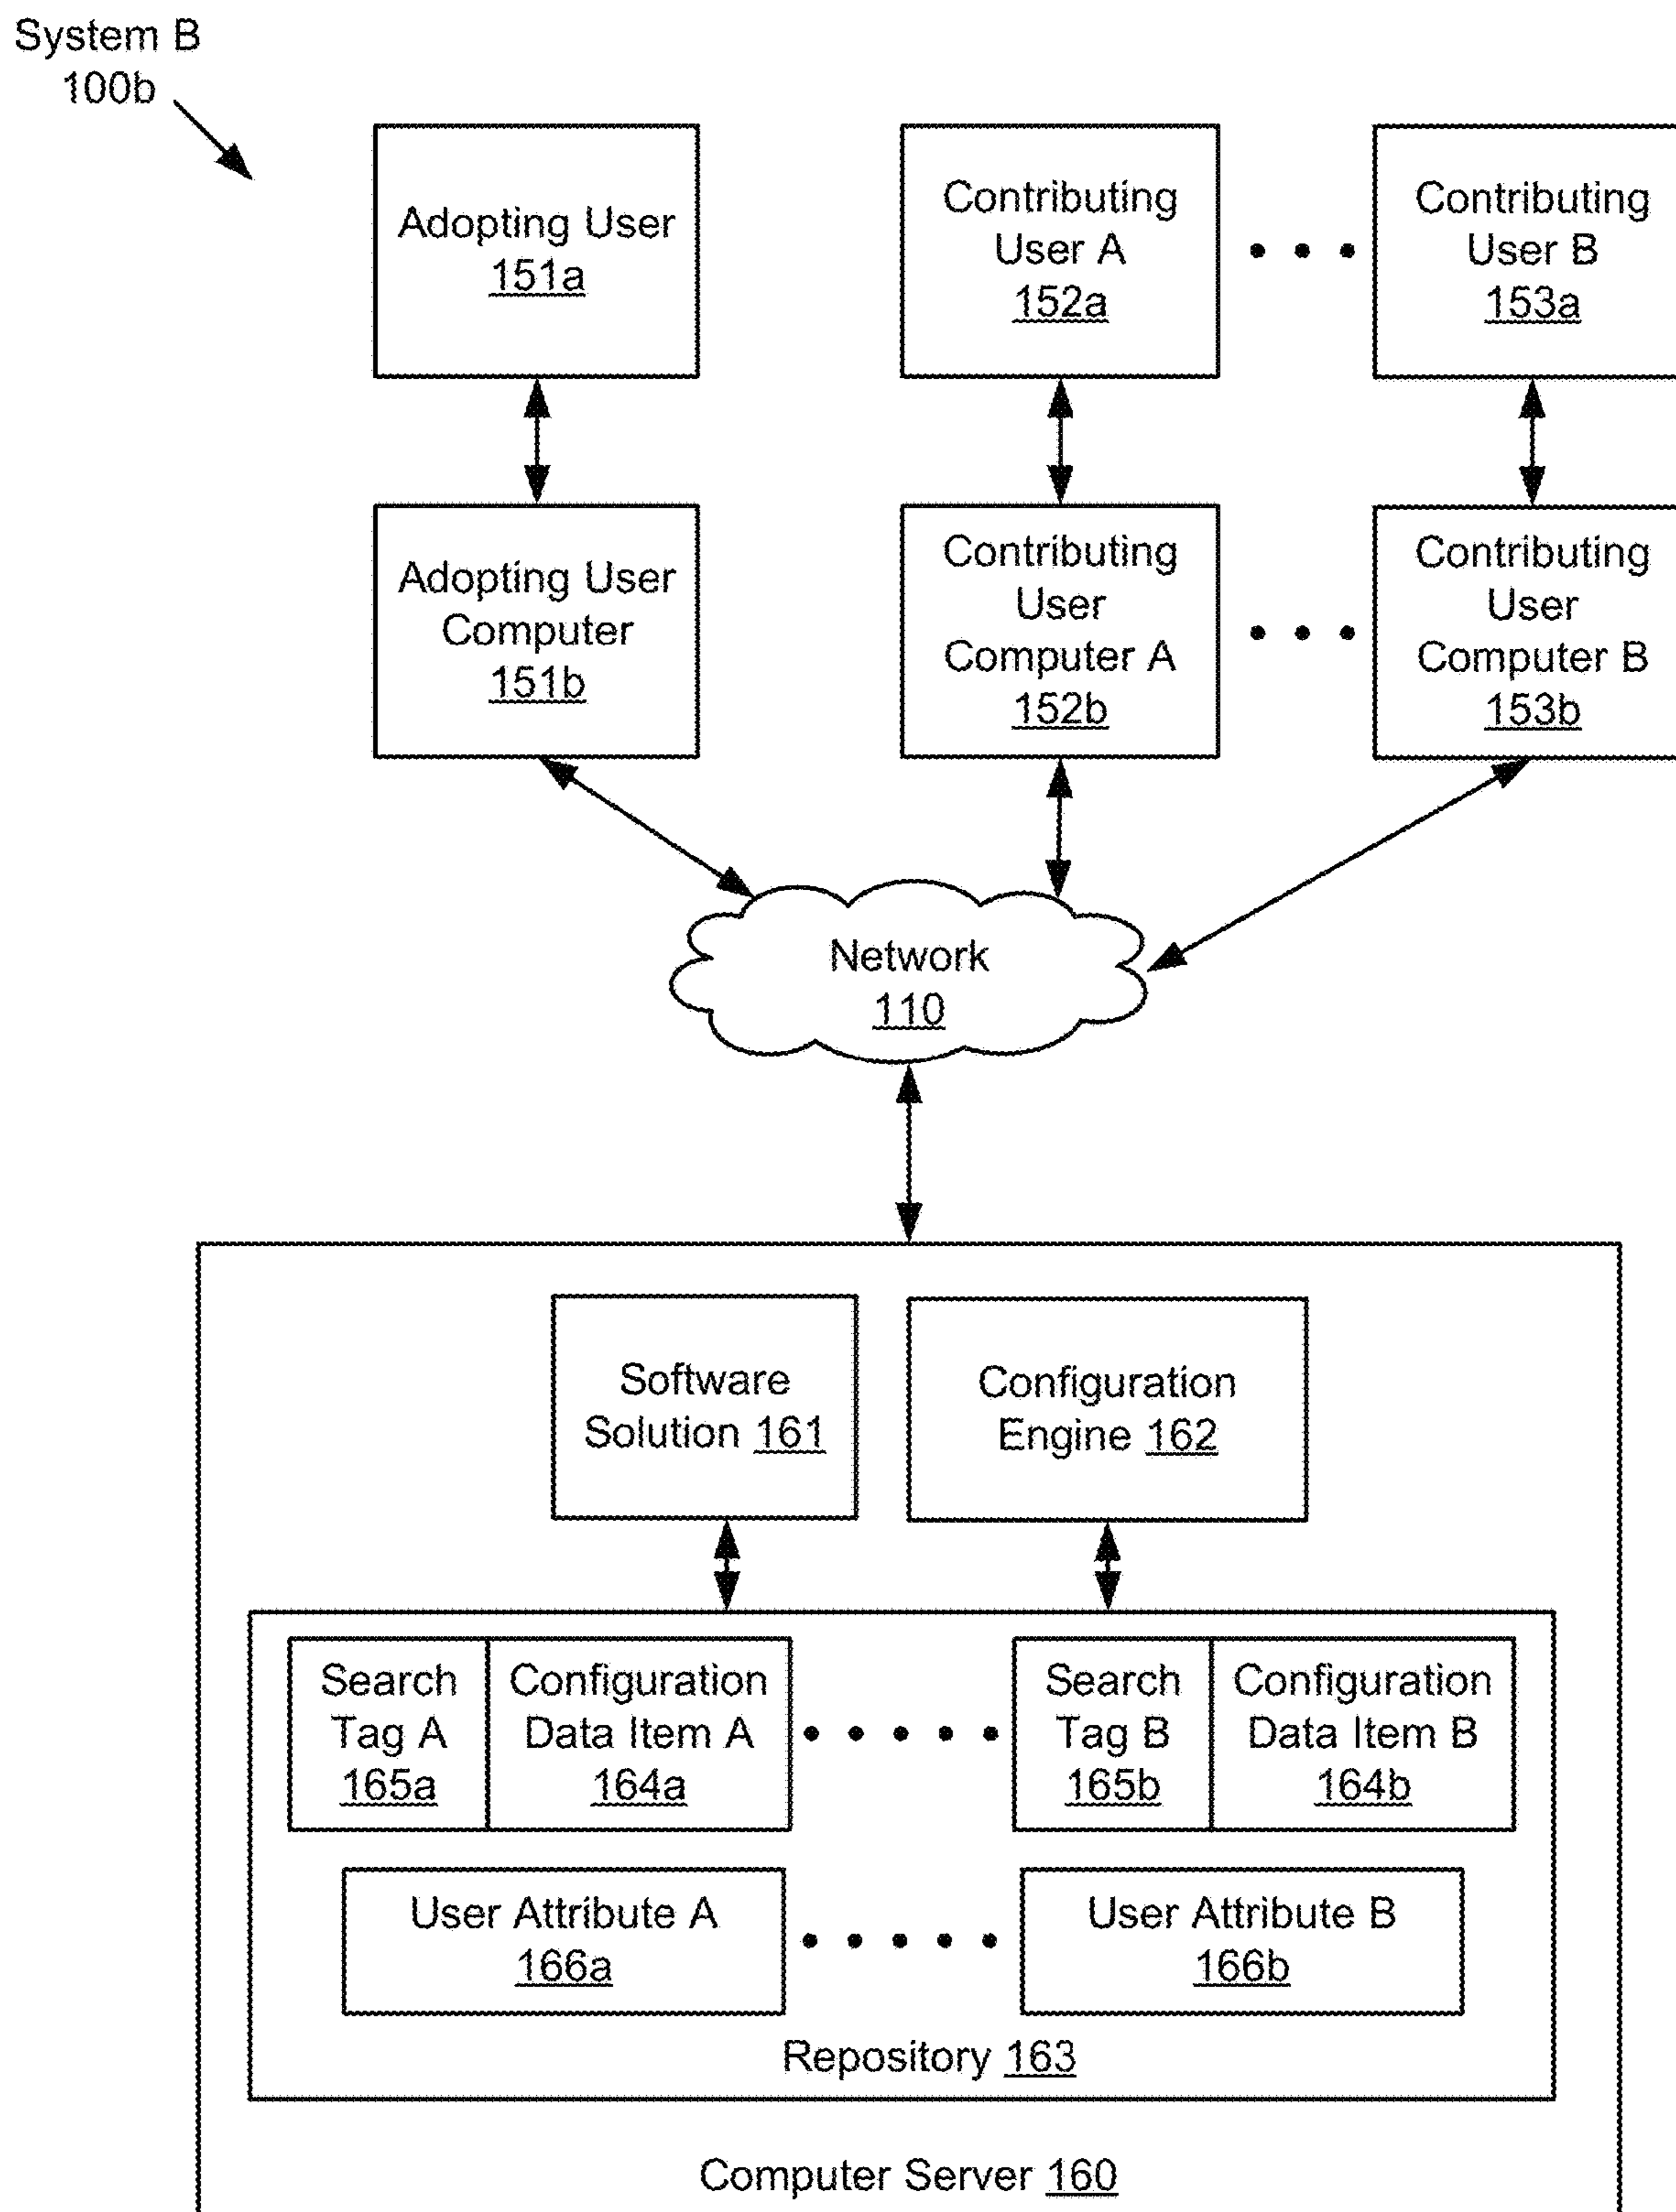 System B
100b
Adopting User
151a
Contributing
User A
152a
Contributing
User B
153a
Adopting User
Computer
151b
Contributing
User
Computer A
152b
Contributing
User
Computer B
153b
Network
110
Software
Solution 161
Configuration
Engine 162
Search
Tag A
165a
Configuration
Data Item A
164a
Search
Tag B
165b
Configuration
Data Item B
164b
User Attribute A
166a
User Attribute B
166b
Repository 163
Computer Server 160